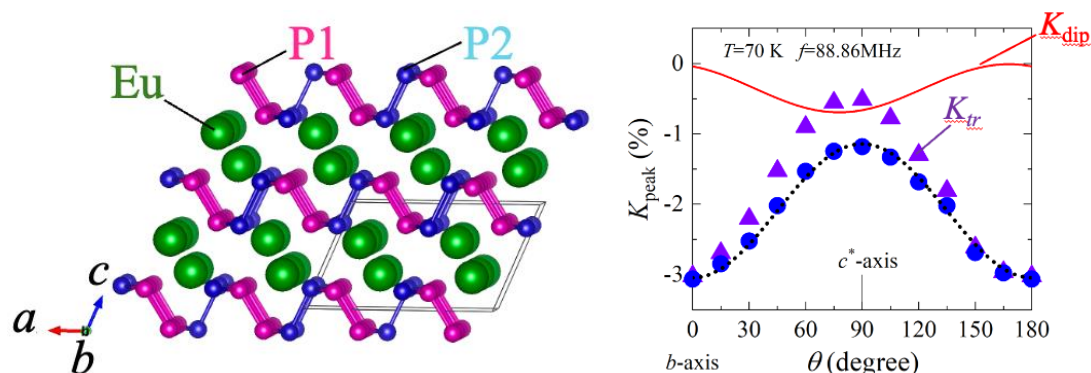 P1
P2
Eu
c
a
b
T=70 K f=88.86MHz
K_dip
K_tr
0
-1
-2
-3
K_peak (%)
c*-axis
0 30 60 90 120 150 180
b-axis
θ (degree)